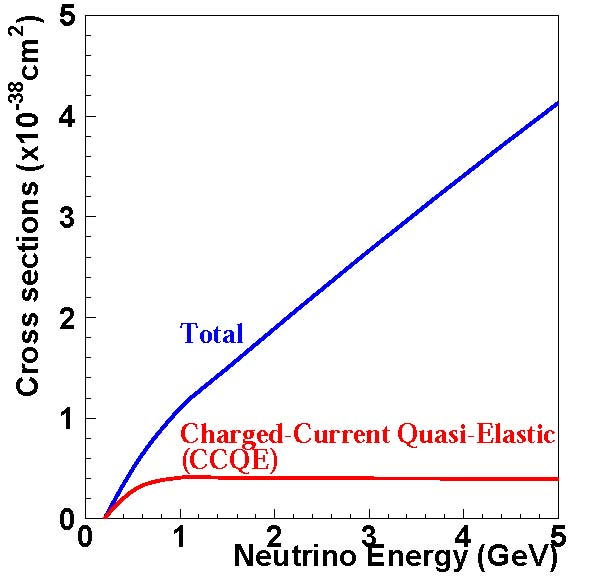 Cross sections (x10⁻³⁸cm²)
5
4
3
2
1
0
Total
Charged-Current Quasi-Elastic
(CCQE)
0 1 2 3 4 5
Neutrino Energy (GeV)